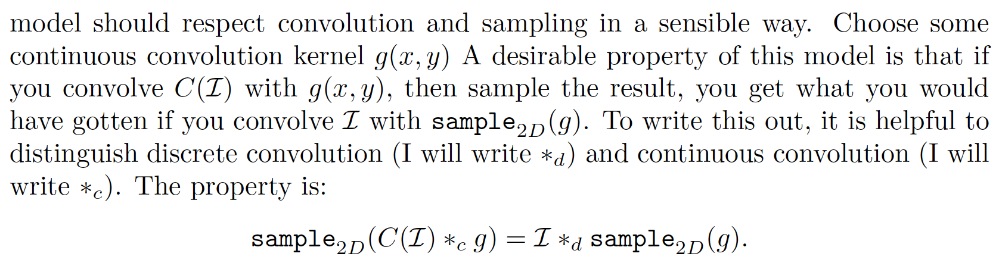 model should respect convolution and sampling in a sensible way. Choose some
continuous convolution kernel g(x, y) A desirable property of this model is that if
you convolve C(ℐ) with g(x, y), then sample the result, you get what you would
have gotten if you convolve ℐ with sample₂D(g). To write this out, it is helpful to
distinguish discrete convolution (I will write *d) and continuous convolution (I will
write *c). The property is:
sample₂D(C(ℐ) *c g) = ℐ *d sample₂D(g).